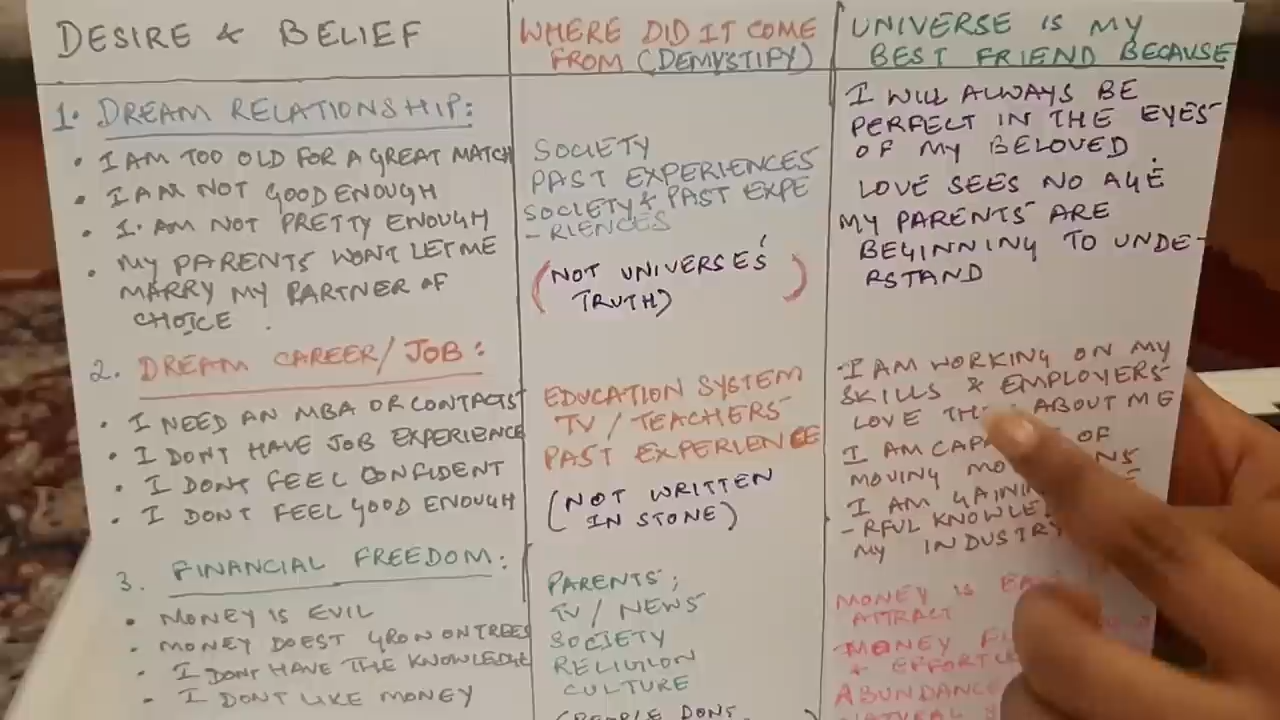 DESIRE & BELIEF
WHERE DID IT COME
FROM (DEMYSTIFY)
UNIVERSE IS MY
BEST FRIEND BECAUSE
1. DREAM RELATIONSHIP:
• I AM TOO OLD FOR A GREAT MATCH
• I AM NOT GOOD ENOUGH
• I. AM NOT PRETTY ENOUGH
• MY PARENTS WONT LET ME
MARRY MY PARTNER OF
CHOICE .
SOCIETY
PAST EXPERIENCES
SOCIETY & PAST EXPE
-RIENCES
(NOT UNIVERSE'S
TRUTH)
I WILL ALWAYS BE
PERFECT IN THE EYES
OF MY BELOVED.
LOVE SEES NO AGE
MY PARENTS ARE
BEGINNING TO UNDE-
RSTAND
2. DREAM CAREER/JOB:
• I NEED AN MBA OR CONTACTS
• I DONT HAVE JOB EXPERIENCE
• I DONT FEEL CONFIDENT
• I DONT FEEL GOOD ENOUGH
EDUCATION SYSTEM
TV / TEACHERS
PAST EXPERIENCE
(NOT WRITTEN
IN STONE)
I AM WORKING ON MY
SKILLS & EMPLOYERS
LOVE ABOUT ME
I AM OF
MOVING
I AM
-RFUL
MY INDUSTRY
3. FINANCIAL FREEDOM:
• MONEY IS EVIL
• MONEY DOEST GROW ON TREES
• I DONT HAVE THE KNOWLEDGE
• I DONT LIKE MONEY
PARENTS;
TV / NEWS
SOCIETY
RELIGION
CULTURE
(PEOPLE DONT
MONEY IS
ATTRACT
MONEY
+
ABUNDANCE